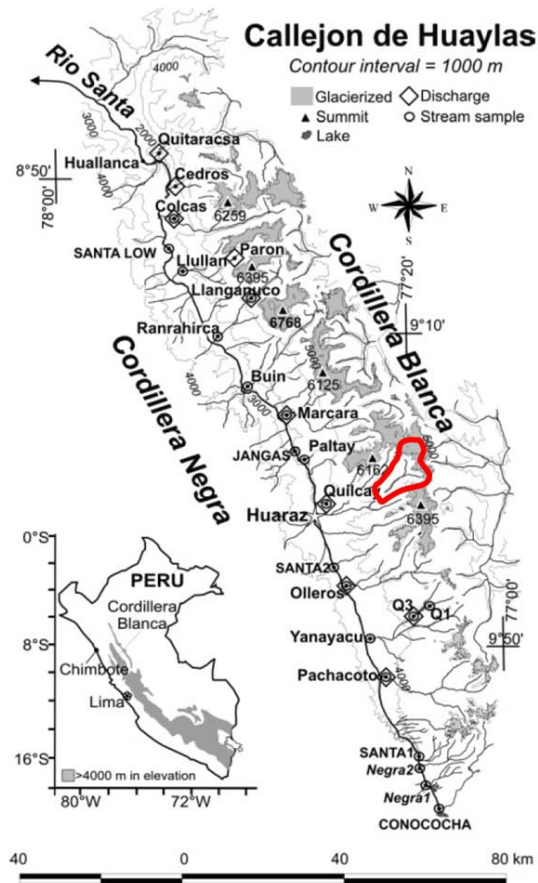 Callejon de Huaylas
Contour interval = 1000 m
Glacierized
Discharge
Summit
Stream sample
Lake
Rio Santa
4000
3000
2000
Quitaracsa
8°50'
Huallanca
4000
Cedros
78°00'
Colcas
6259
N
W
E
S
SANTA LOW
Llullan
Paron
6395
Llanganuco
6768
Cordillera Blanca
77°20'
9°10'
Ranrahirca
5000
6125
Cordillera Negra
4000
Buin
3000
Marcara
JANGAS
Paltay
6162
5000
Quilcay
6395
Huaraz
0°S
SANTA2
PERU
Olleros
Cordillera
Blanca
Q3
Q1
77°00'
8°S
Yanayacu
9°50'
Chimbote
Pachacoto
4000
Lima
16°S
SANTA1
Negra2
>4000 m in elevation
Negra1
80°W
72°W
CONOCOCHA
40
0
40
80 km